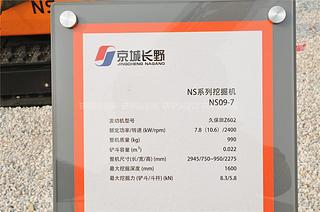 NS
京城长野
JINGCHENG NAGANO
NS系列挖掘机
NS09-7
发动机型号 久保田Z602
额定功率/转速 (kW/rpm) 7.8 (10.6) /2400
整机质量 (kg) 990
铲斗容量 (m³) 0.022
整机尺寸(长/宽/高) (mm) 2945/750-950/2275
最大挖掘深度 (mm) 1600
最大挖掘力 (铲斗/斗杆) (kN) 8.3/5.8